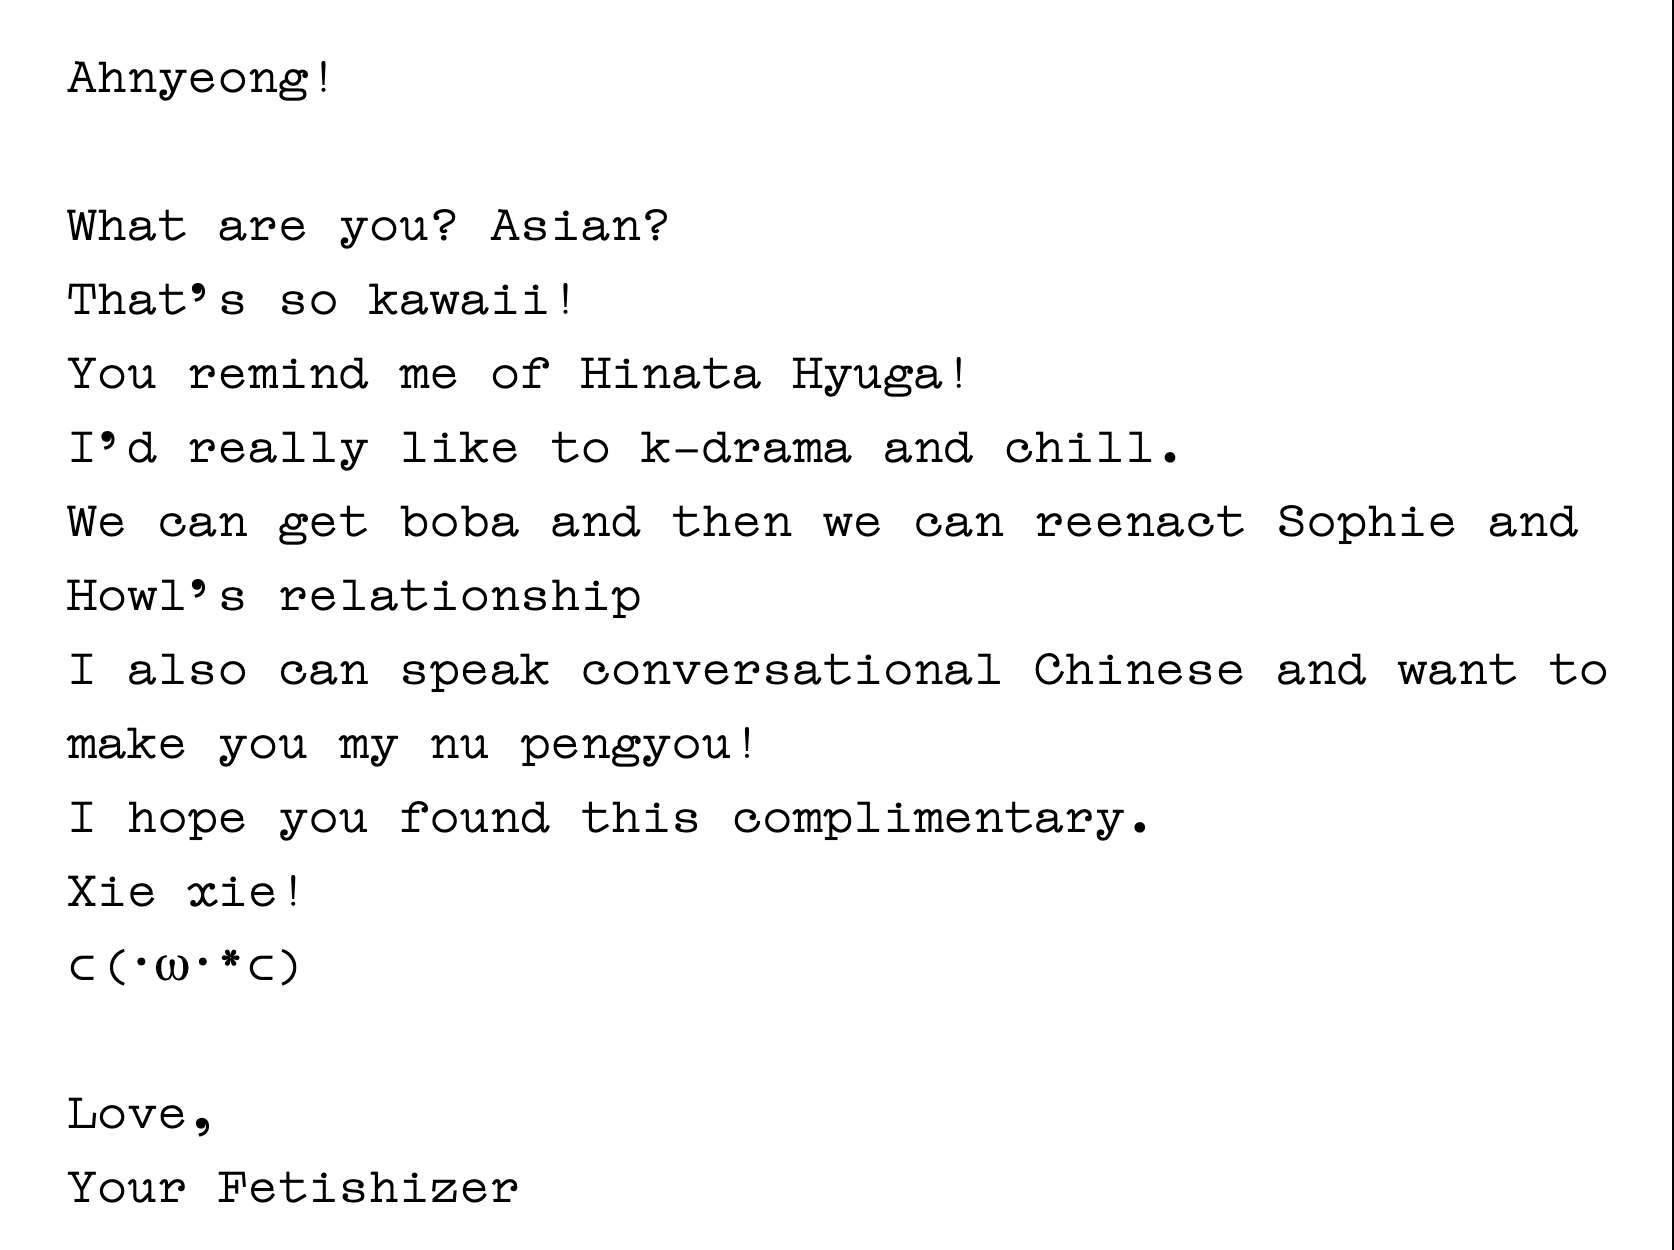 Ahnyeong!
What are you? Asian?
That’s so kawaii!
You remind me of Hinata Hyuga!
I’d really like to k-drama and chill.
We can get boba and then we can reenact Sophie and
Howl’s relationship
I also can speak conversational Chinese and want to
make you my nu pengyou!
I hope you found this complimentary.
Xie xie!
⊂(･ω･*⊂)
Love,
Your Fetishizer